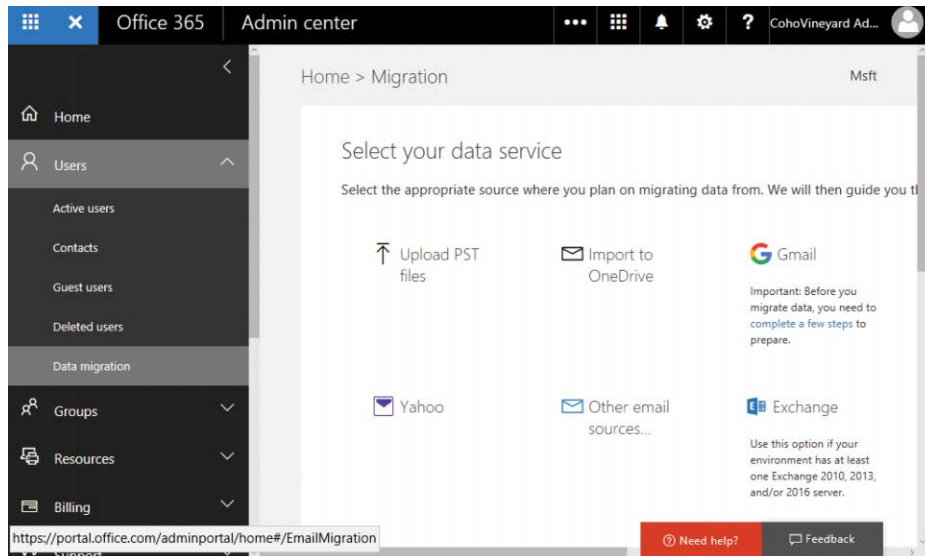 Office 365
Admin center
?
CohoVineyard Ad...
Home > Migration
Msft
Home
Users
Active users
Contacts
Guest users
Deleted users
Data migration
Groups
Resources
Billing
Support
https://portal.office.com/adminportal/home#/EmailMigration
Select your data service
Select the appropriate source where you plan on migrating data from. We will then guide you
Upload PST
files
Import to
OneDrive
Gmail
Important: Before you
migrate data, you need to
complete a few steps to
prepare.
Yahoo
Other email
sources...
Exchange
Use this option if your
environment has at least
one Exchange 2010, 2013,
and/or 2016 server.
Need help?
Feedback